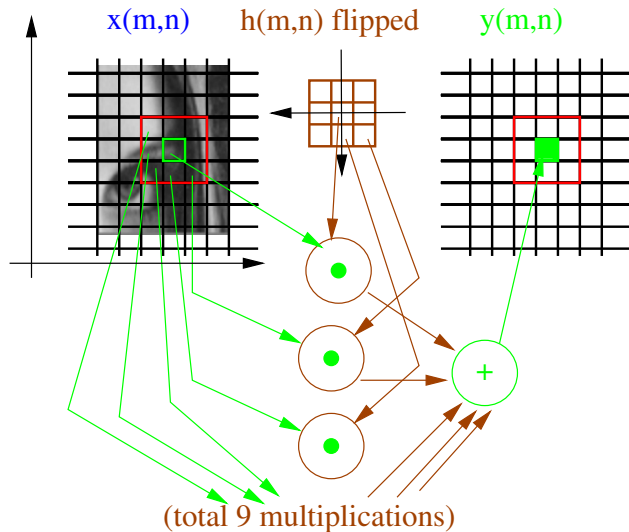 x(m,n) h(m,n) flipped y(m,n)
+
(total 9 multiplications)